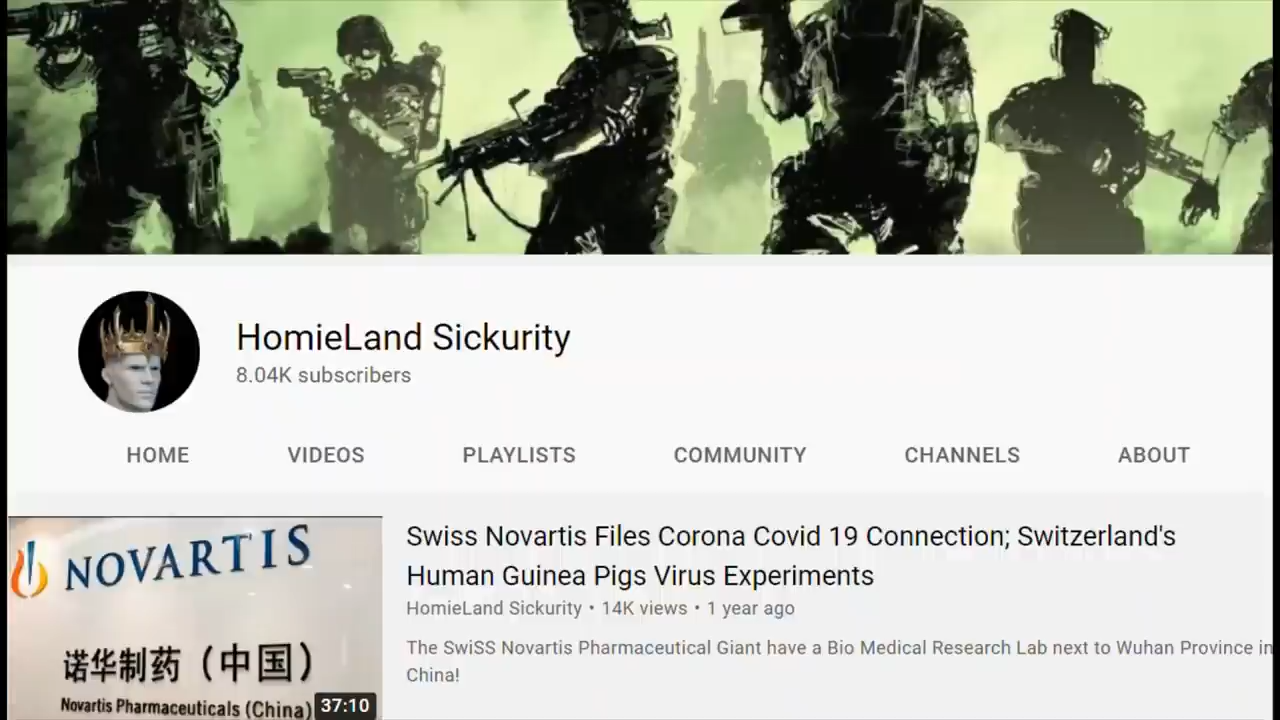 HomieLand Sickurity
8.04K subscribers
HOME
VIDEOS
PLAYLISTS
COMMUNITY
CHANNELS
ABOUT
NOVARTIS
诺华制药（中国）
Novartis Pharmaceuticals (China)
37:10
Swiss Novartis Files Corona Covid 19 Connection; Switzerland's
Human Guinea Pigs Virus Experiments
HomieLand Sickurity • 14K views • 1 year ago
The SwiSS Novartis Pharmaceutical Giant have a Bio Medical Research Lab next to Wuhan Province in
China!